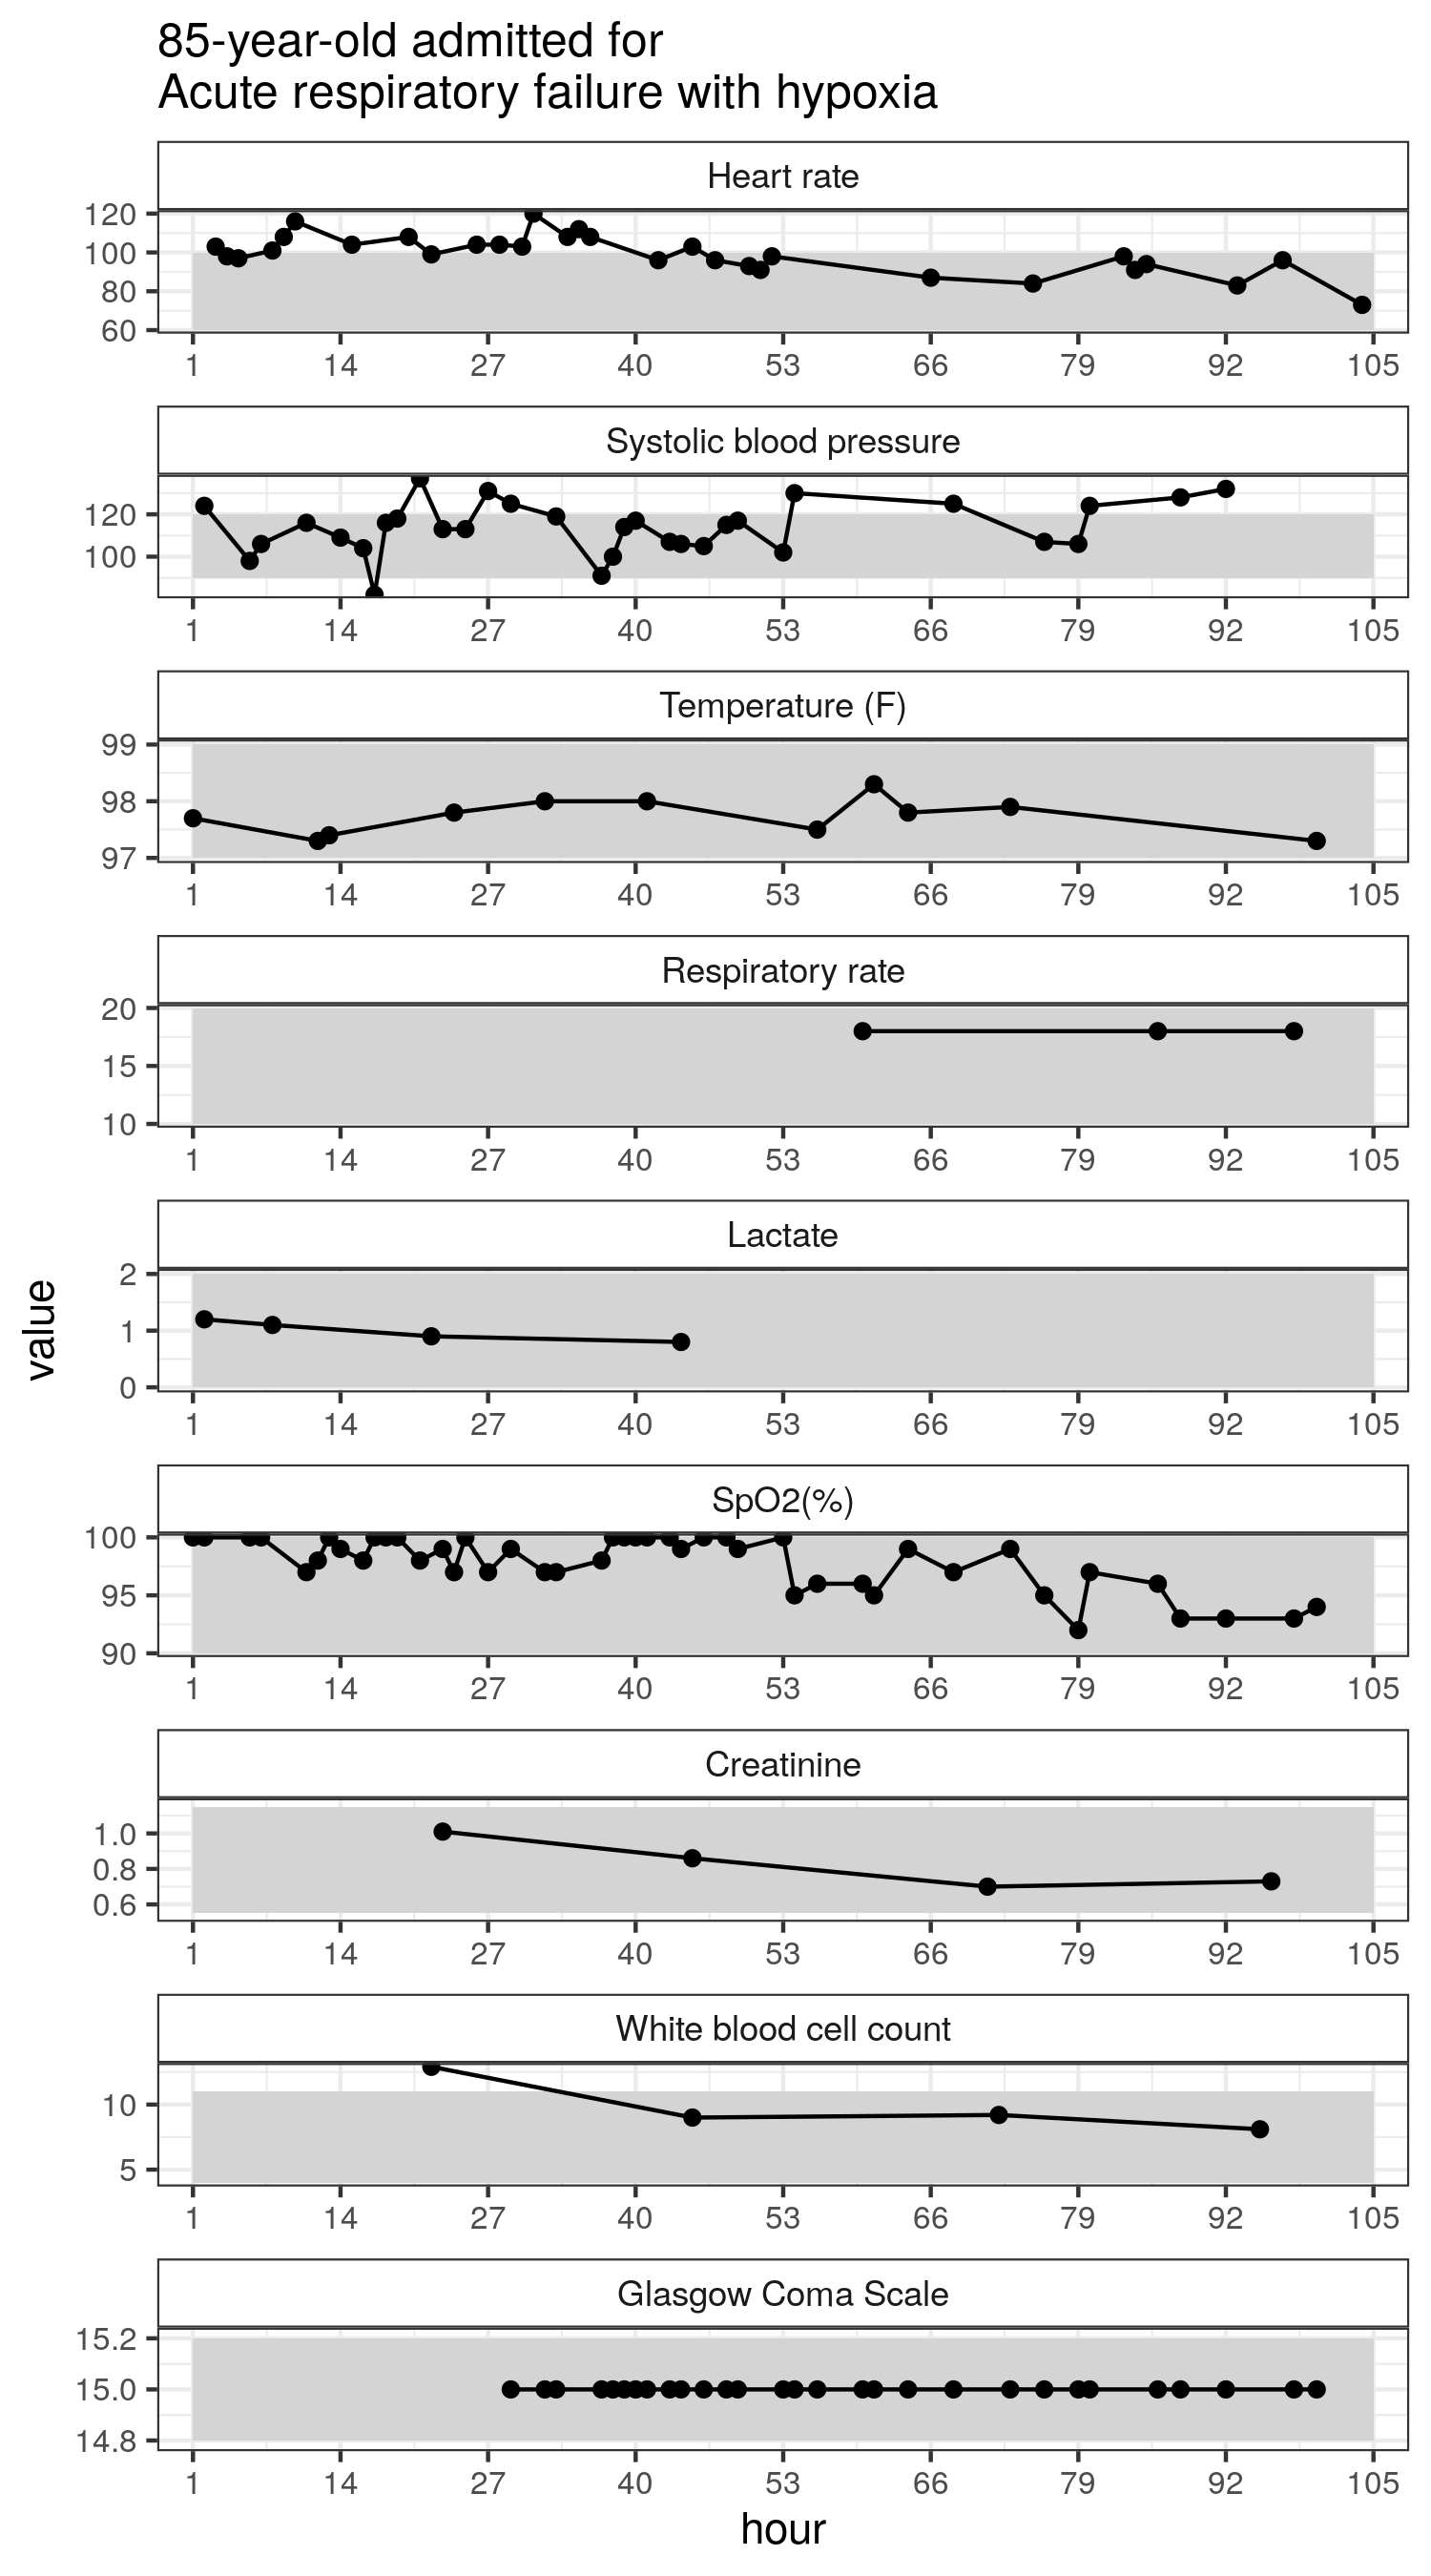 85-year-old admitted for
Acute respiratory failure with hypoxia
Heart rate
120
100
80
60
1 14 27 40 53 66 79 92 105
Systolic blood pressure
120
100
1 14 27 40 53 66 79 92 105
Temperature (F)
99
98
97
1 14 27 40 53 66 79 92 105
Respiratory rate
20
15
10
1 14 27 40 53 66 79 92 105
Lactate
2
1
0
1 14 27 40 53 66 79 92 105
value
SpO2(%)
100
95
90
1 14 27 40 53 66 79 92 105
Creatinine
1.0
0.8
0.6
1 14 27 40 53 66 79 92 105
White blood cell count
10
5
1 14 27 40 53 66 79 92 105
Glasgow Coma Scale
15.2
15.0
14.8
1 14 27 40 53 66 79 92 105
hour